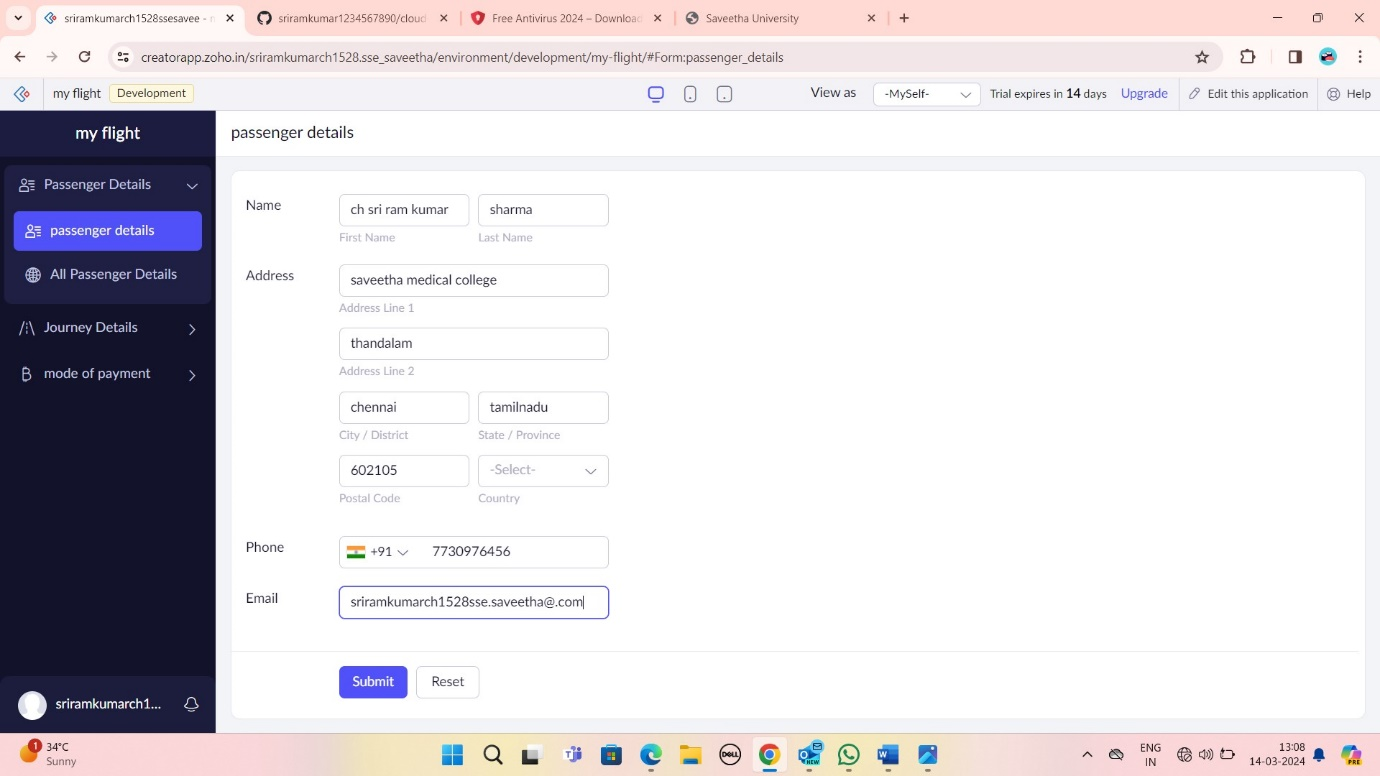 sriramkumarch1528ssesavee - n
sriramkumar1234567890/cloud
Free Antivirus 2024 – Download
Saveetha University
creatorapp.zoho.in/sriramkumarch1528.sse_saveetha/environment/development/my-flight/#Form:passenger_details
my flight Development View as -MySelf- Trial expires in 14 days Upgrade Edit this application Help
my flight
passenger details
Passenger Details
passenger details
All Passenger Details
Journey Details
mode of payment
Name
ch sri ram kumar sharma
First Name Last Name
Address
saveetha medical college
Address Line 1
thandalam
Address Line 2
chennai tamilnadu
City / District State / Province
602105 -Select-
Postal Code Country
Phone +91 7730976456
Email sriramkumarch1528sse.saveetha@.com
Submit Reset
sriramkumarch1...
1
34°C
Sunny
DELL
NEW
ENG
IN
13:08
14-03-2024
PRE